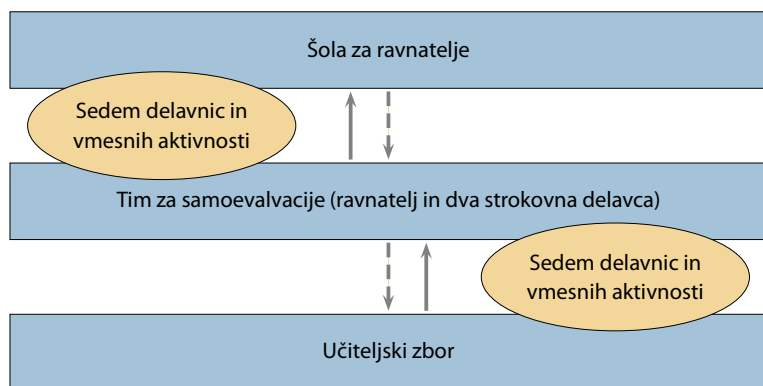 Šola za ravnatelje
Sedem delavnic in
vmesnih aktivnosti
Tim za samoevalvacije (ravnatelj in dva strokovna delavca)
Sedem delavnic in
vmesnih aktivnosti
Učiteljski zbor